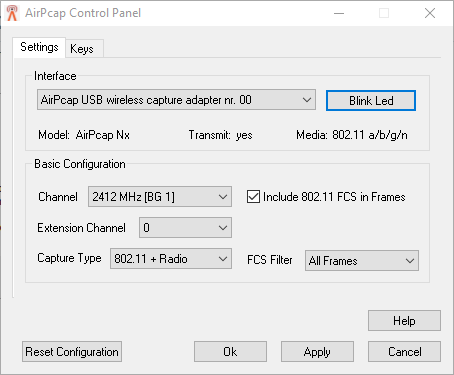 AirPcap Control Panel
Settings Keys
Interface
AirPcap USB wireless capture adapter nr. 00 Blink Led
Model: AirPcap Nx Transmit: yes Media: 802.11 a/b/g/n
Basic Configuration
Channel 2412 MHz [BG 1] Include 802.11 FCS in Frames
Extension Channel 0
Capture Type 802.11 + Radio FCS Filter All Frames
Help
Reset Configuration Ok Apply Cancel